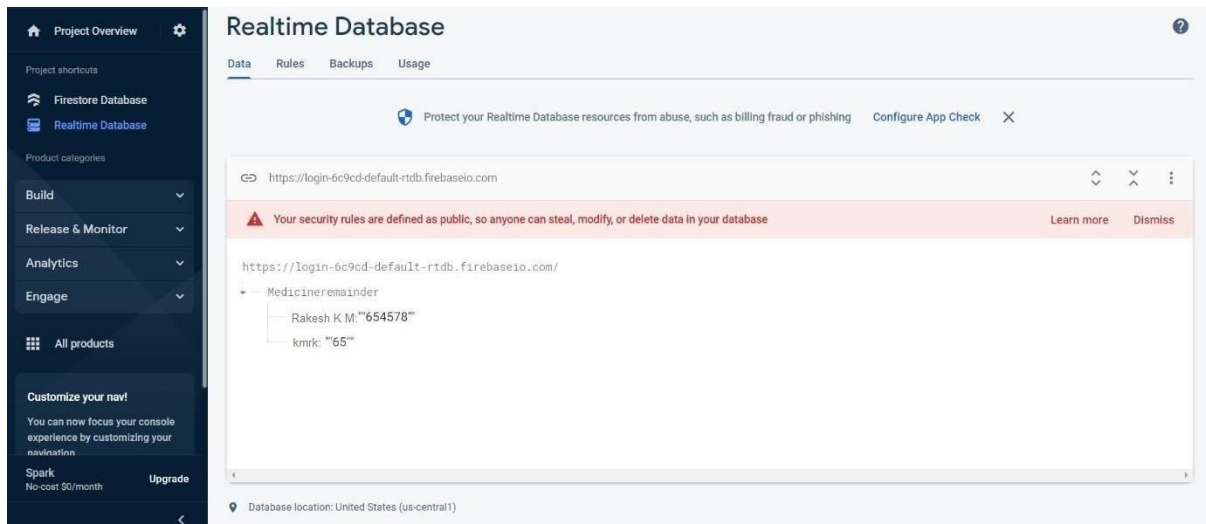 Project Overview
Project shortcuts
Firestore Database
Realtime Database
Product categories
Build
Release & Monitor
Analytics
Engage
All products
Customize your nav!
You can now focus your console
experience by customizing your
navigation
Spark
No-cost $0/month
Upgrade
Realtime Database
Data Rules Backups Usage
Protect your Realtime Database resources from abuse, such as billing fraud or phishing Configure App Check
https://login-6c9cd-default-rtdb.firebaseio.com
Your security rules are defined as public, so anyone can steal, modify, or delete data in your database Learn more Dismiss
https://login-6c9cd-default-rtdb.firebaseio.com/
Medicineremainder
Rakesh K M:""654578""
kmrk: ""65""
Database location: United States (us-central1)